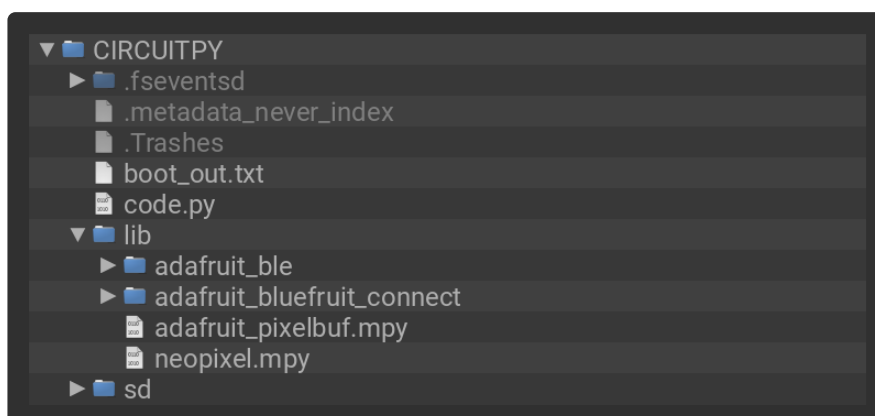 CIRCUITPY
.fseventsd
.metadata_never_index
.Trashes
boot_out.txt
code.py
lib
adafruit_ble
adafruit_bluefruit_connect
adafruit_pixelbuf.mpy
neopixel.mpy
sd